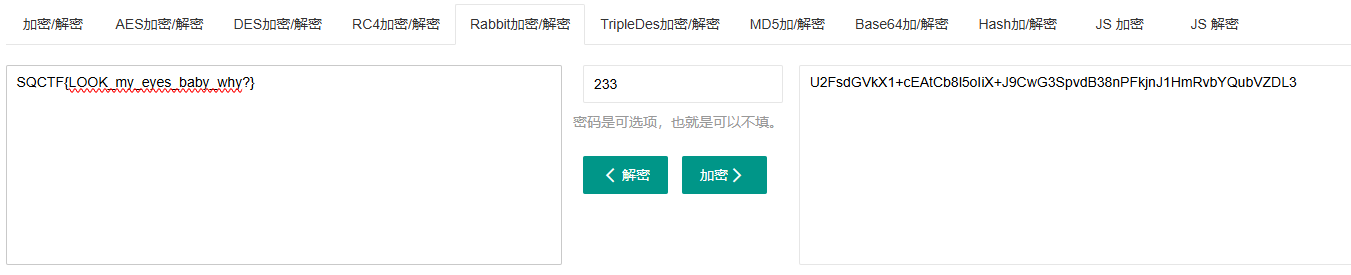 加密/解密 AES加密/解密 DES加密/解密 RC4加密/解密 Rabbit加密/解密 TripleDes加密/解密 MD5加/解密 Base64加/解密 Hash加/解密 JS 加密 JS 解密
SQCTF{LOOK_my_eyes_baby_why?}
233
密码是可选项，也就是可以不填。
解密 加密
U2FsdGVkX1+cEAtCb8I5oIiX+J9CwG3SpvdB38nPFkjnJ1HmRvbYQubVZDL3